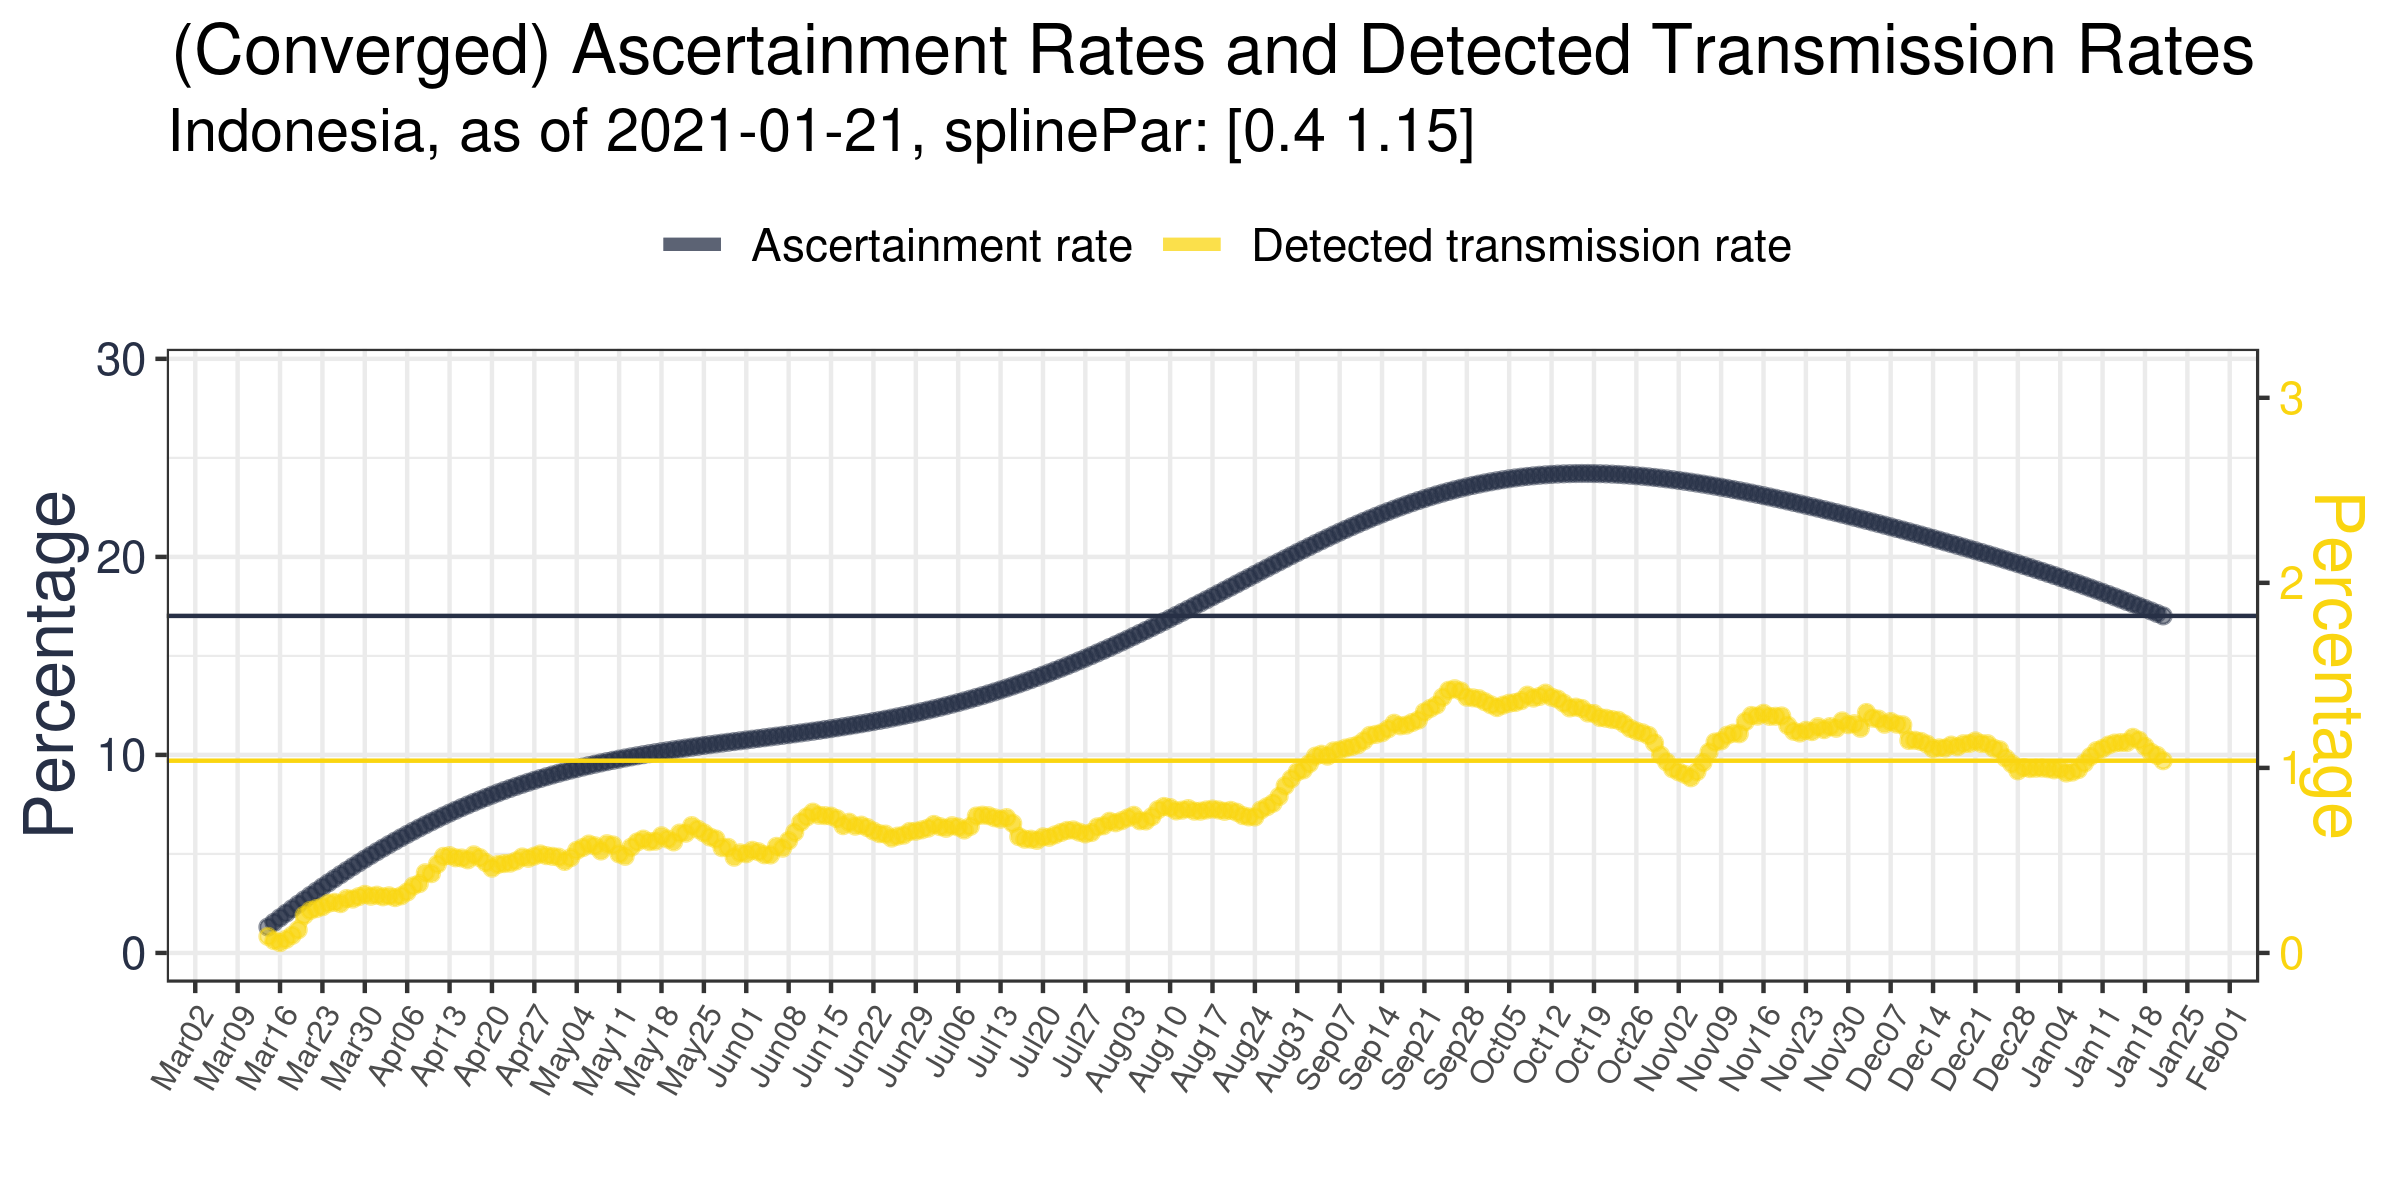 (Converged) Ascertainment Rates and Detected Transmission Rates
Indonesia, as of 2021-01-21, splinePar: [0.4 1.15]
Ascertainment rate Detected transmission rate
Percentage
30
20
10
0
3
2
1
0
Percentage
Mar02 Mar09 Mar16 Mar23 Mar30 Apr06 Apr13 Apr20 Apr27 May04 May11 May18 May25 Jun01 Jun08 Jun15 Jun22 Jun29 Jul06 Jul13 Jul20 Jul27 Aug03 Aug10 Aug17 Aug24 Aug31 Sep07 Sep14 Sep21 Sep28 Oct05 Oct12 Oct19 Oct26 Nov02 Nov09 Nov16 Nov23 Nov30 Dec07 Dec14 Dec21 Dec28 Jan04 Jan11 Jan18 Jan25 Feb01